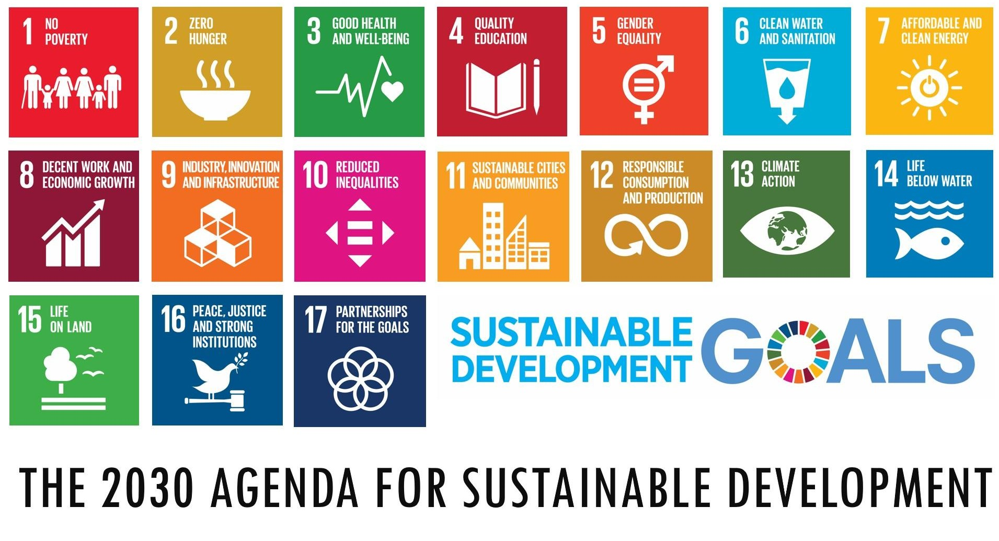 1 NO
POVERTY
2 ZERO
HUNGER
3 GOOD HEALTH
AND WELL-BEING
4 QUALITY
EDUCATION
5 GENDER
EQUALITY
6 CLEAN WATER
AND SANITATION
7 AFFORDABLE AND
CLEAN ENERGY
8 DECENT WORK AND
ECONOMIC GROWTH
9 INDUSTRY, INNOVATION
AND INFRASTRUCTURE
10 REDUCED
INEQUALITIES
11 SUSTAINABLE CITIES
AND COMMUNITIES
12 RESPONSIBLE
CONSUMPTION
AND PRODUCTION
13 CLIMATE
ACTION
14 LIFE
BELOW WATER
15 LIFE
ON LAND
16 PEACE, JUSTICE
AND STRONG
INSTITUTIONS
17 PARTNERSHIPS
FOR THE GOALS
SUSTAINABLE
DEVELOPMENT
GOALS
THE 2030 AGENDA FOR SUSTAINABLE DEVELOPMENT